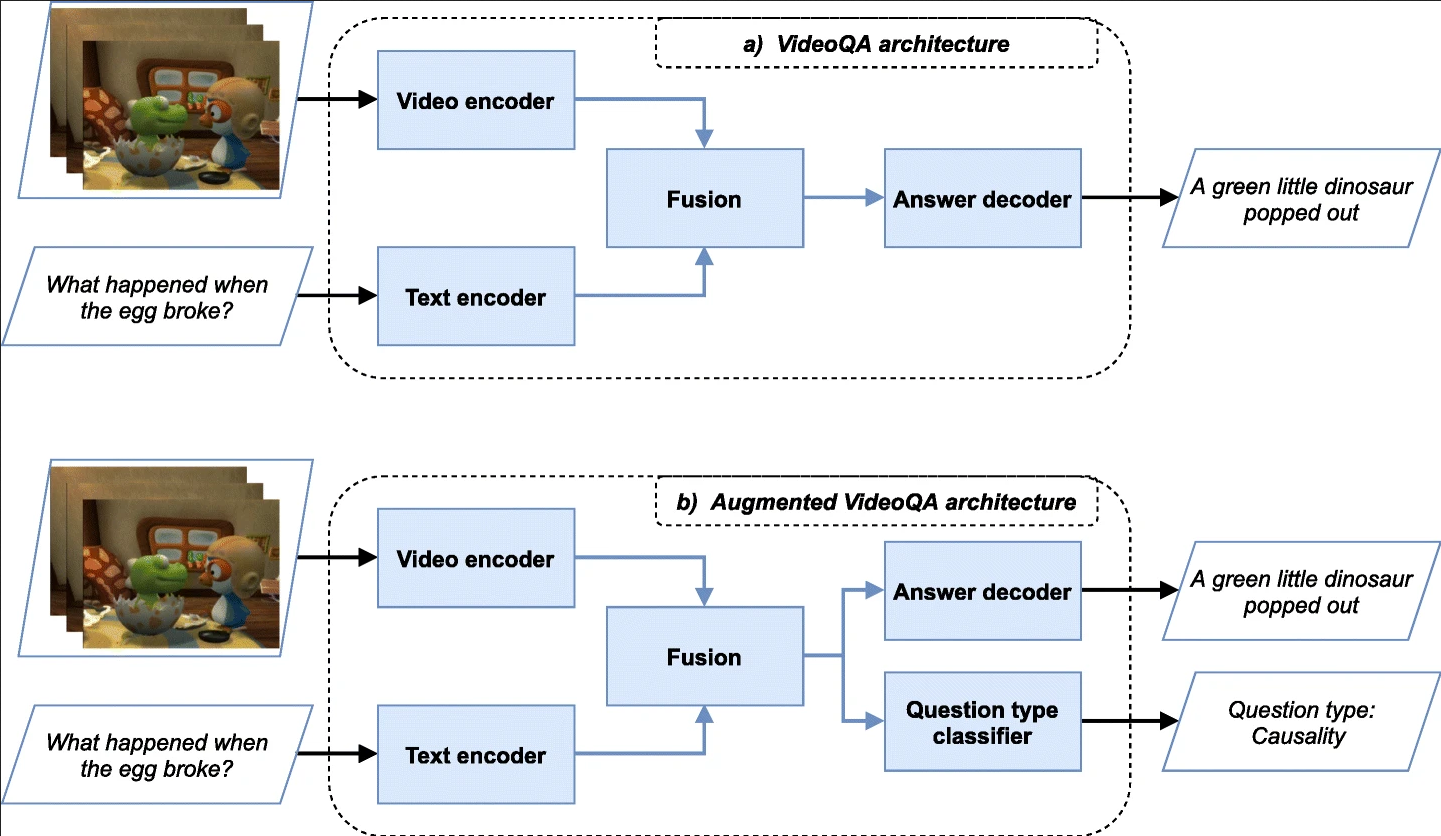 a) VideoQA architecture
Video encoder
Fusion
Answer decoder
A green little dinosaur
popped out
What happened when
the egg broke?
Text encoder
b) Augmented VideoQA architecture
Video encoder
Answer decoder
A green little dinosaur
popped out
Fusion
Question type
classifier
Question type:
Causality
What happened when
the egg broke?
Text encoder